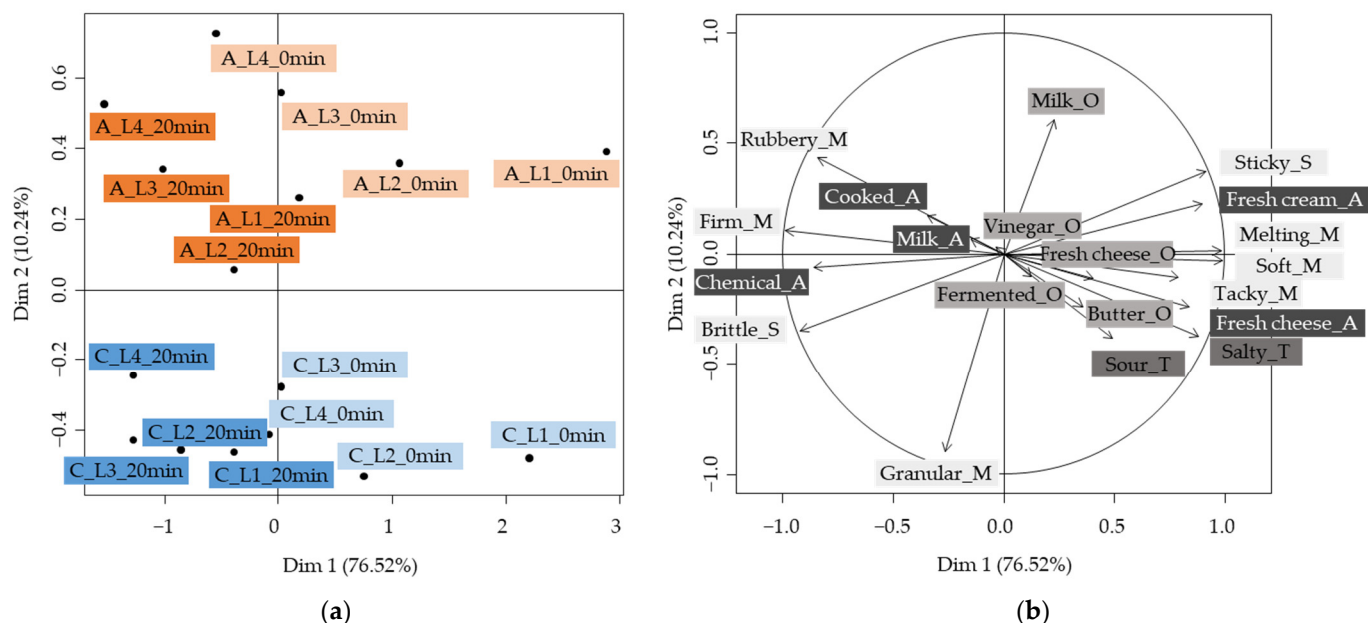 A_L4_0min
A_L4_20min
A_L3_0min
A_L3_20min
A_L2_0min
A_L1_0min
A_L1_20min
A_L2_20min
C_L4_20min
C_L3_0min
C_L4_0min
C_L2_20min
C_L1_0min
C_L2_0min
C_L3_20min
C_L1_20min
0.6
0.4
0.2
0.0
−0.2
−0.4
Dim 2 (10.24%)
−1
0
1
2
3
Dim 1 (76.52%)
(a)
1.0
0.5
0.0
−0.5
−1.0
Dim 2 (10.24%)
Milk_O
Rubbery_M
Sticky_S
Cooked_A
Fresh cream_A
Firm_M
Vinegar_O
Milk_A
Melting_M
Fresh cheese_O
Soft_M
Chemical_A
Fermented_O
Tacky_M
Butter_O
Fresh cheese_A
Brittle_S
Salty_T
Sour_T
Granular_M
−1.0
−0.5
0.0
0.5
1.0
Dim 1 (76.52%)
(b)